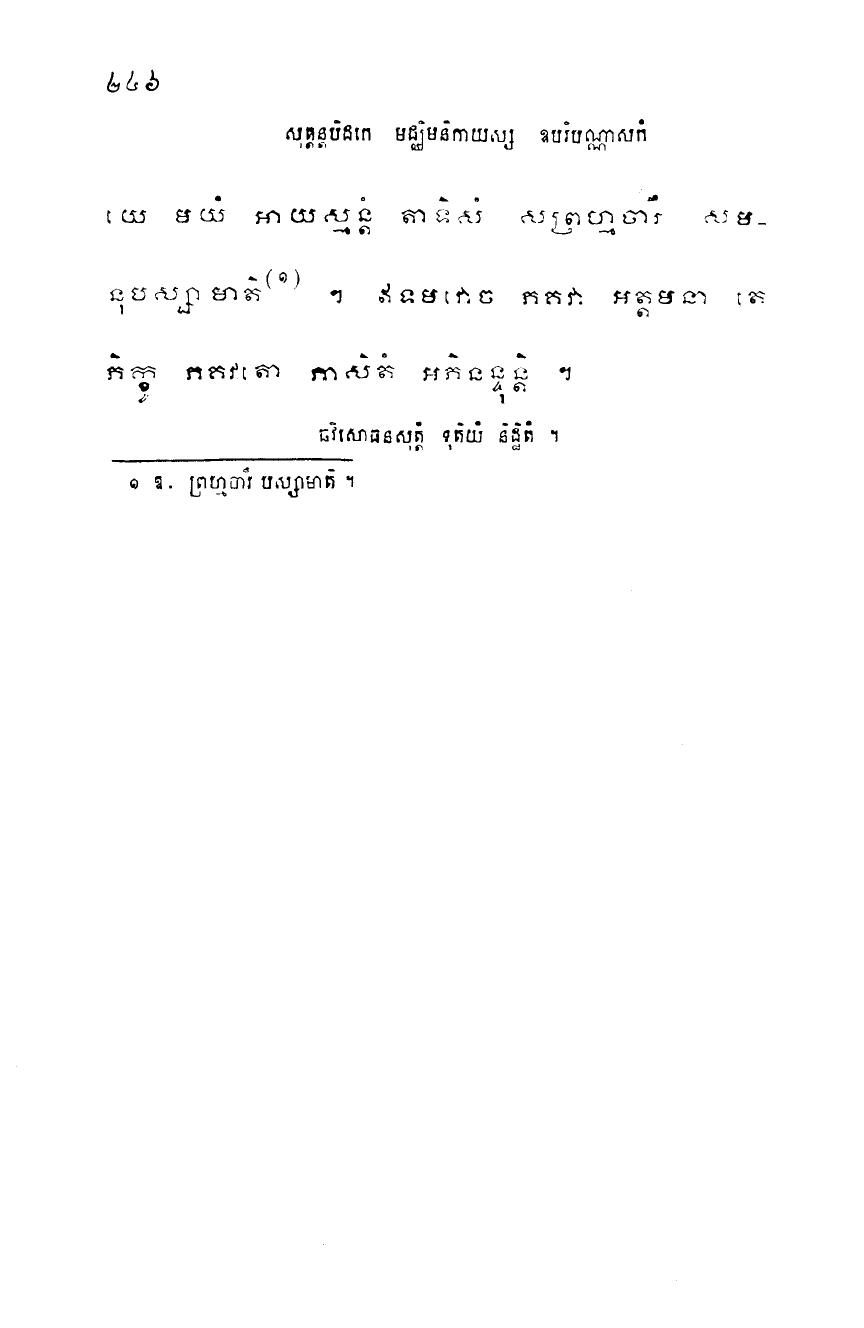 ២៤៦
សុត្តន្តបិដកេ មជ្ឈិមនិកាយស្ស ឧបរិបណ្ណាសកំ
យេ មយំ អាយស្មន្តំ តាទិសំ សព្រហ្មចារឹ សម-
នុបស្សាមាតិ(១) ។ ឥទមវោច ភគវា អត្តមនា តេ
ភិក្ខូ ភគវតោ ភាសិតំ អភិនន្ទុន្តិ ។
ឆវិសោធនសុត្តំ ទុតិយំ និដ្ឋិតំ ។
១ ឱ. ព្រហ្មចារឹ បស្សាមាតិ ។